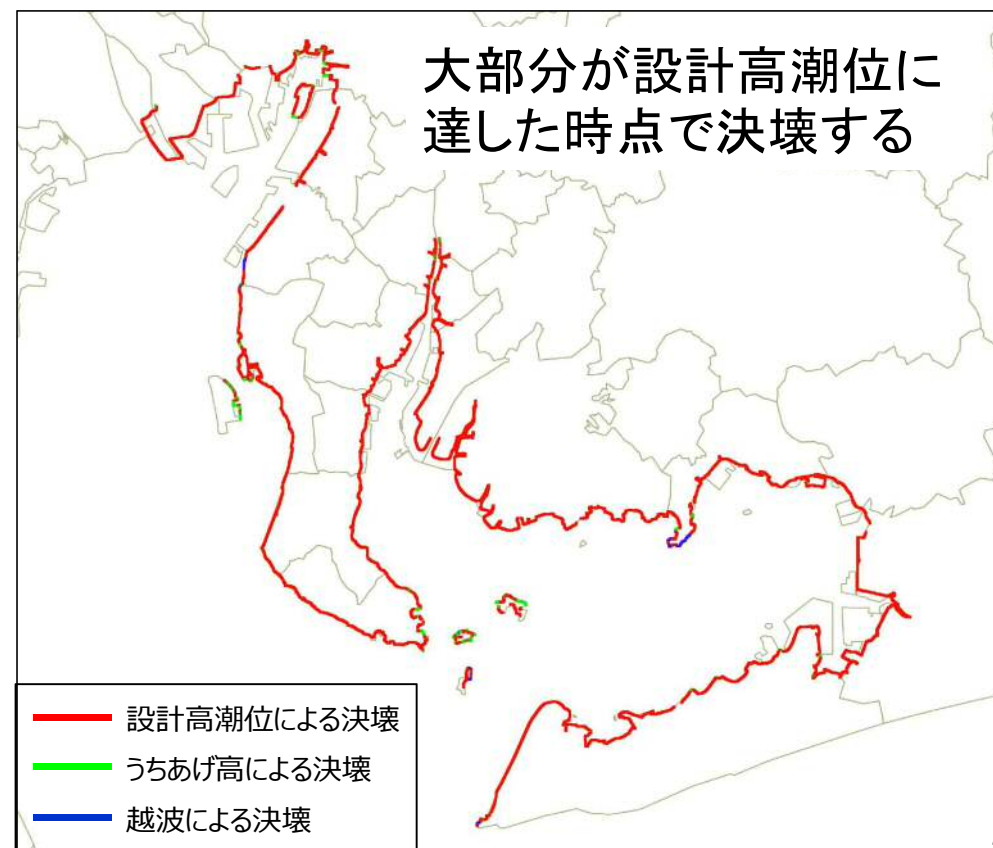 大部分が設計高潮位に
達した時点で決壊する
設計高潮位による決壊
うちあげ高による決壊
越波による決壊